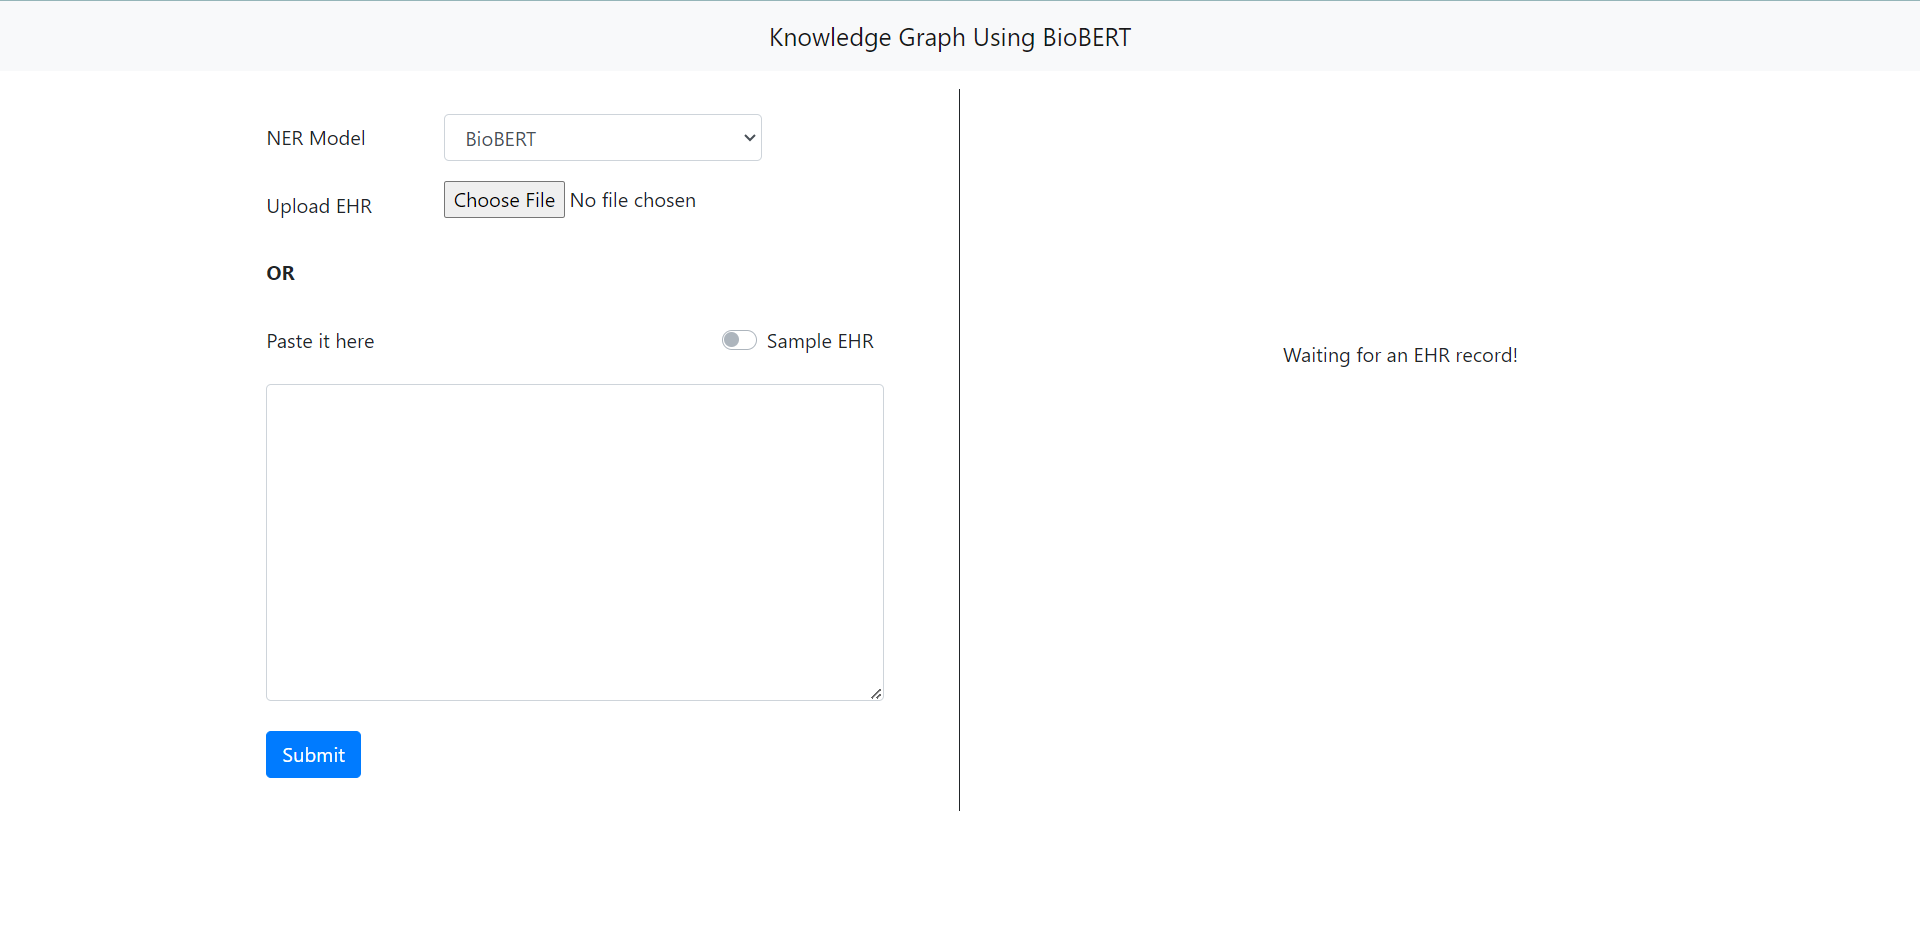 Knowledge Graph Using BioBERT
NER Model
BioBERT
Upload EHR
Choose File No file chosen
OR
Paste it here
Sample EHR
Submit
Waiting for an EHR record!